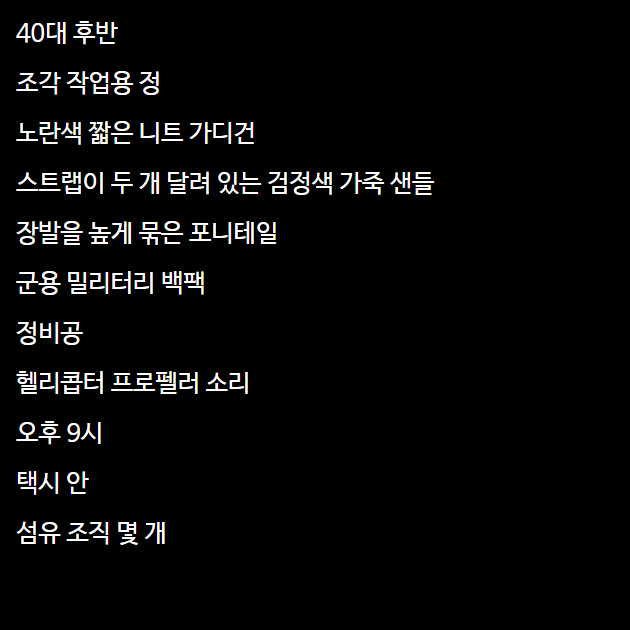 40대 후반
조각 작업용 정
노란색 짧은 니트 가디건
스트랩이 두 개 달려 있는 검정색 가죽 샌들
장발을 높게 묶은 포니테일
군용 밀리터리 백팩
정비공
헬리콥터 프로펠러 소리
오후 9시
택시 안
섬유 조직 몇 개